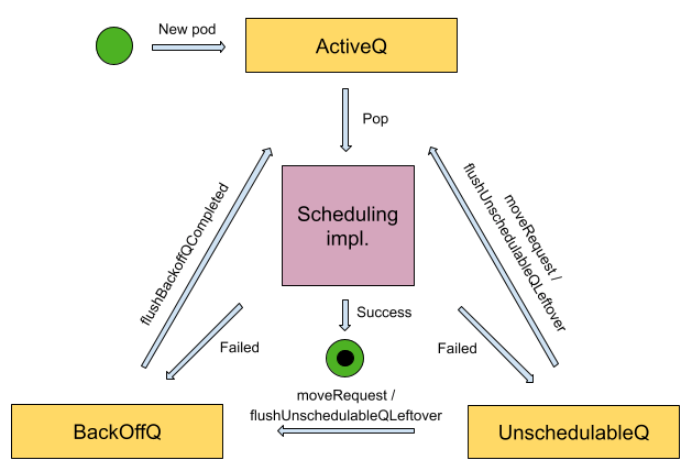 New pod
ActiveQ
Pop
Scheduling
impl.
flushBackoffQCompleted
moveRequest /
flushUnschedulableQLeftover
Success
Failed
Failed
moveRequest /
flushUnschedulableQLeftover
BackOffQ
UnschedulableQ